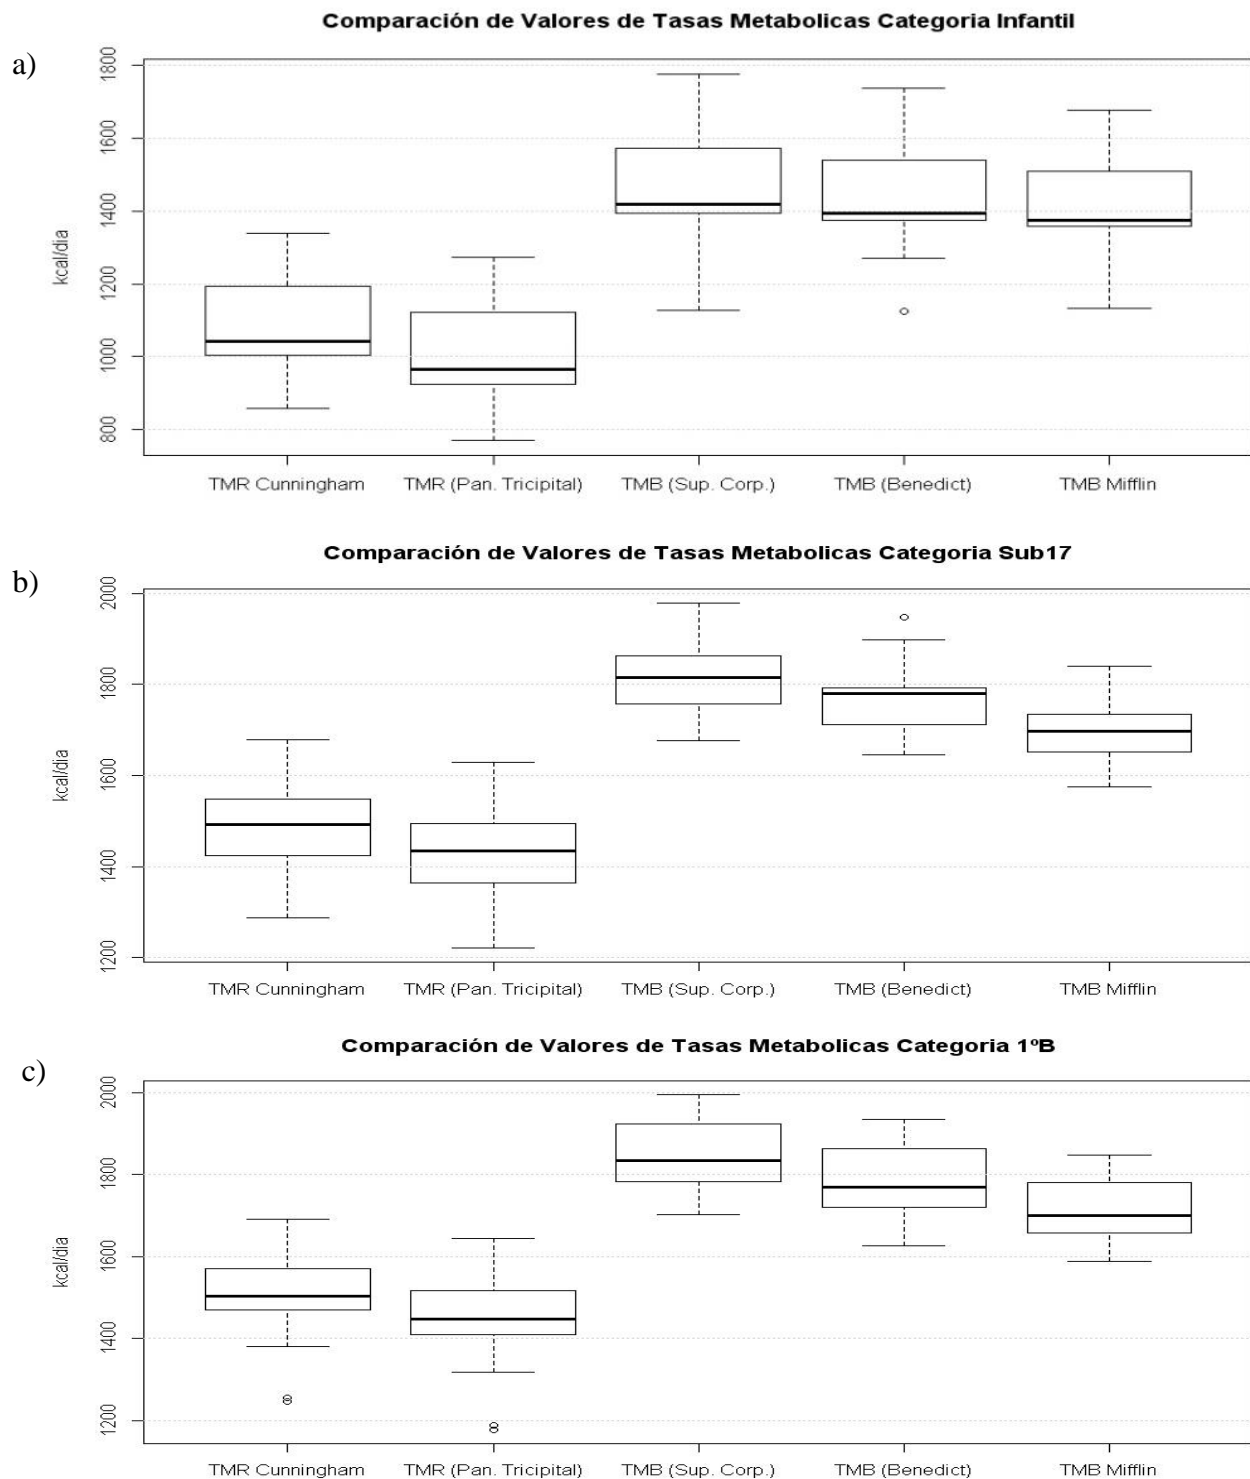 Comparación de Valores de Tasas Metabolicas Categoria Infantil
a)
1800
1600
1400
1200
1000
800
kcal/dia
TMR Cunningham TMR (Pan. Tricipital) TMB (Sup. Corp.) TMB (Benedict) TMB Mifflin
Comparación de Valores de Tasas Metabolicas Categoria Sub17
b)
2000
1800
1600
1400
1200
kcal/dia
TMR Cunningham TMR (Pan. Tricipital) TMB (Sup. Corp.) TMB (Benedict) TMB Mifflin
Comparación de Valores de Tasas Metabolicas Categoria 1ºB
c)
2000
1800
1600
1400
1200
kcal/dia
TMR Cunningham TMR (Pan. Tricipital) TMB (Sup. Corp.) TMB (Benedict) TMB Mifflin